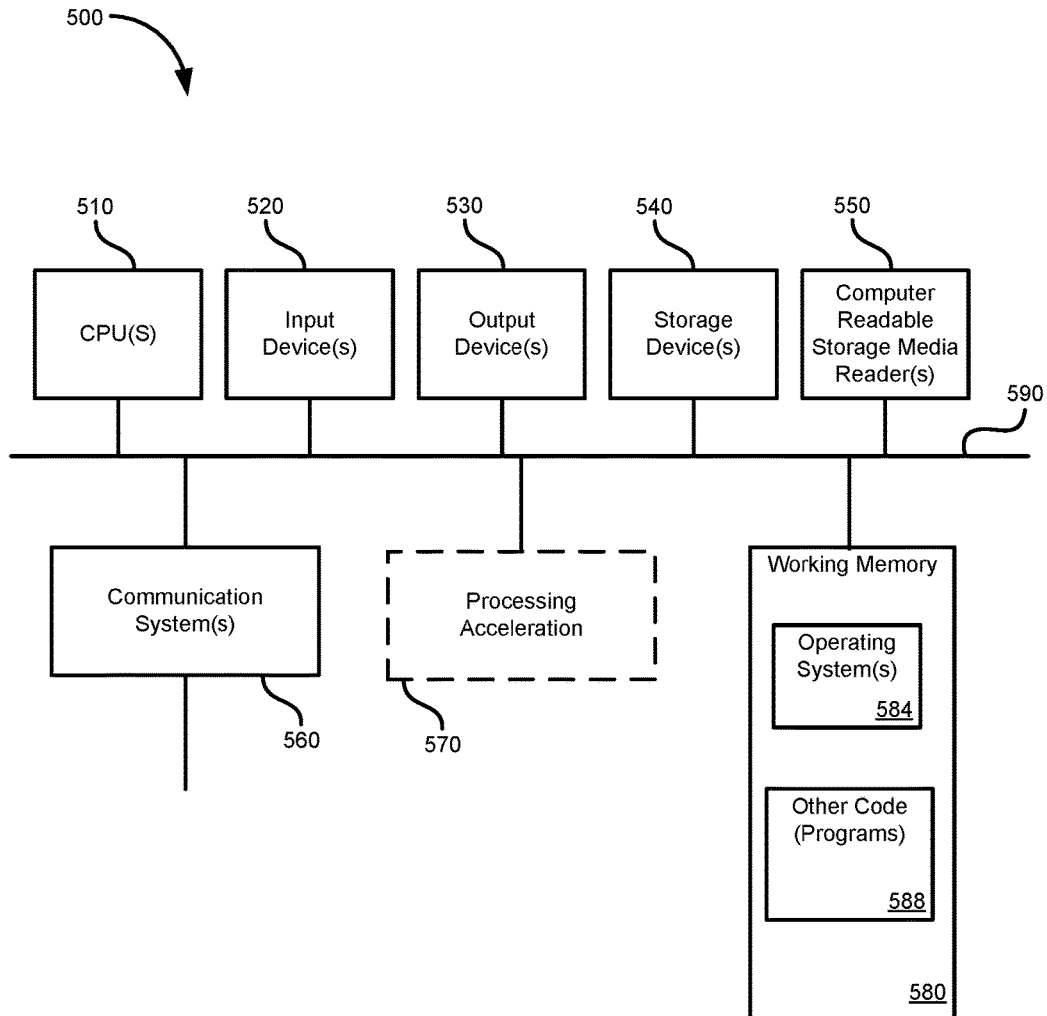 500
510
520
530
540
550
CPU(S)
Input
Device(s)
Output
Device(s)
Storage
Device(s)
Computer
Readable
Storage Media
Reader(s)
590
Communication
System(s)
560
Processing
Acceleration
570
Working Memory
Operating
System(s)
584
Other Code
(Programs)
588
580